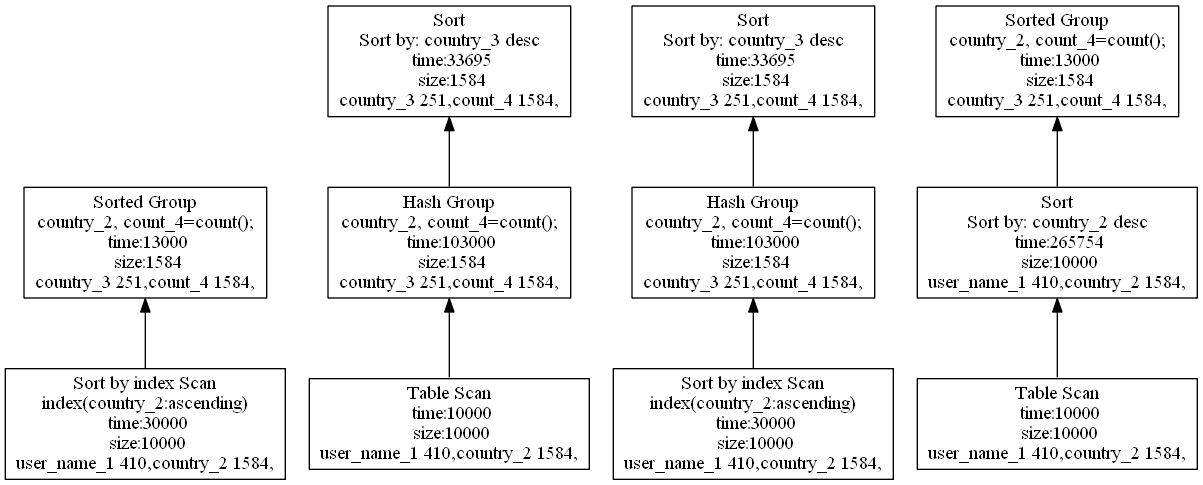 Sort
Sort by: country_3 desc
time:33695
size:1584
country_3 251,count_4 1584,
Sort
Sort by: country_3 desc
time:33695
size:1584
country_3 251,count_4 1584,
Sorted Group
country_2, count_4=count();
time:13000
size:1584
country_3 251,count_4 1584,
Sorted Group
country_2, count_4=count();
time:13000
size:1584
country_3 251,count_4 1584,
Hash Group
country_2, count_4=count();
time:103000
size:1584
country_3 251,count_4 1584,
Hash Group
country_2, count_4=count();
time:103000
size:1584
country_3 251,count_4 1584,
Sort
Sort by: country_2 desc
time:265754
size:10000
user_name_1 410,country_2 1584,
Sort by index Scan
index(country_2:ascending)
time:30000
size:10000
user_name_1 410,country_2 1584,
Table Scan
time:10000
size:10000
user_name_1 410,country_2 1584,
Sort by index Scan
index(country_2:ascending)
time:30000
size:10000
user_name_1 410,country_2 1584,
Table Scan
time:10000
size:10000
user_name_1 410,country_2 1584,